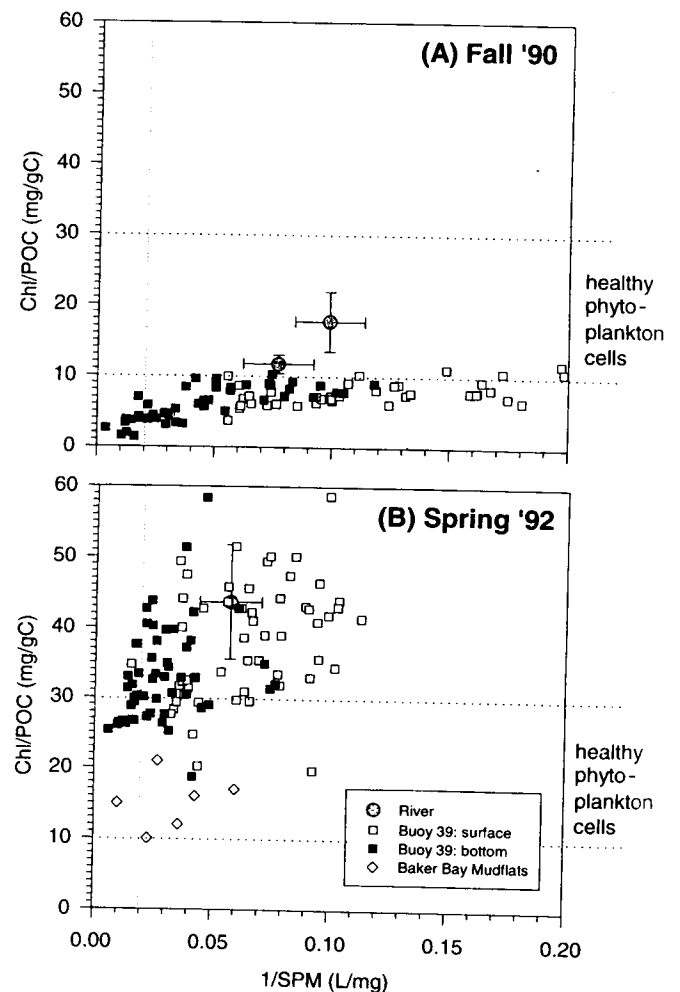 (A) Fall '90
60
50
40
30
20
10
0
Chl/POC (mg/gC)
healthy
phyto-
plankton
cells
(B) Spring '92
60
50
40
30
20
10
0
Chl/POC (mg/gC)
healthy
phyto-
plankton
cells
River
Buoy 39: surface
Buoy 39: bottom
Baker Bay Mudflats
0.00
0.05
0.10
0.15
0.20
1/SPM (L/mg)